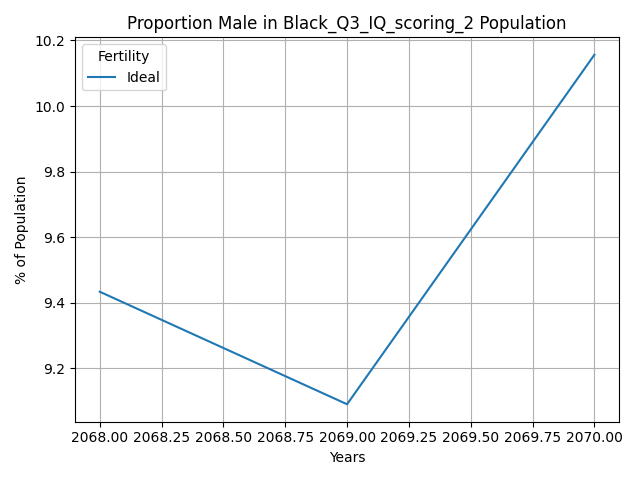 Proportion Male in Black_Q3_IQ_scoring_2 Population
Fertility
Ideal
10.2
10.0
9.8
9.6
9.4
9.2
% of Population
2068.00 2068.25 2068.50 2068.75 2069.00 2069.25 2069.50 2069.75 2070.00
Years